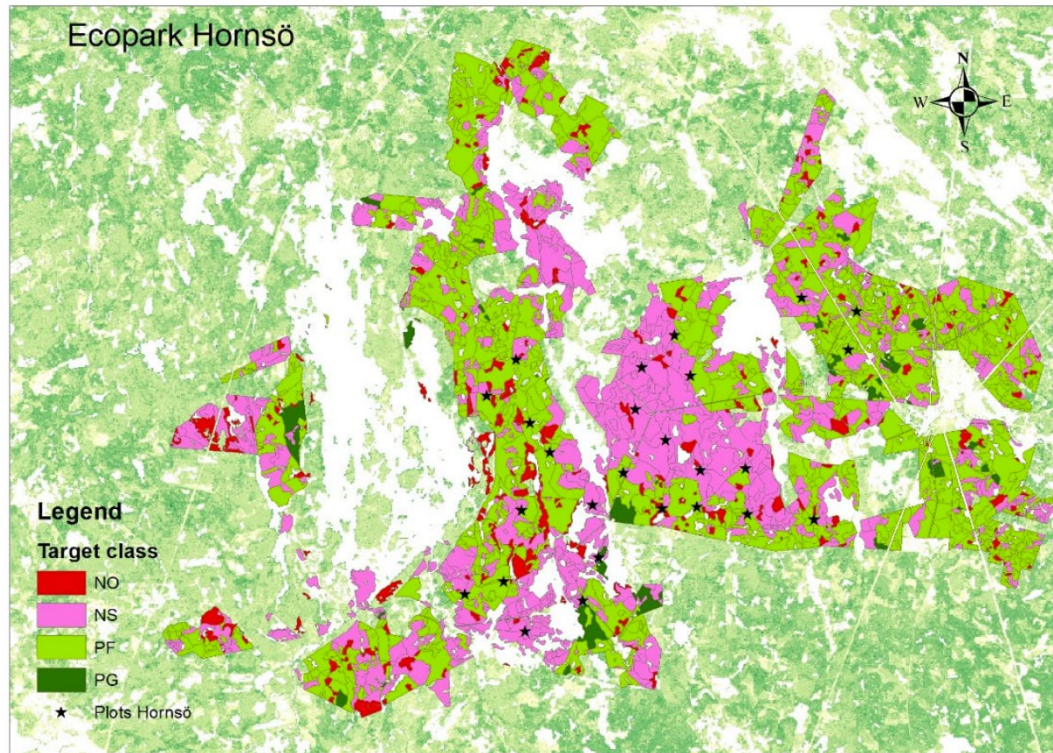 Ecopark Hornsö
N
W E
S
Legend
Target class
NO
NS
PF
PG
Plots Hornsö